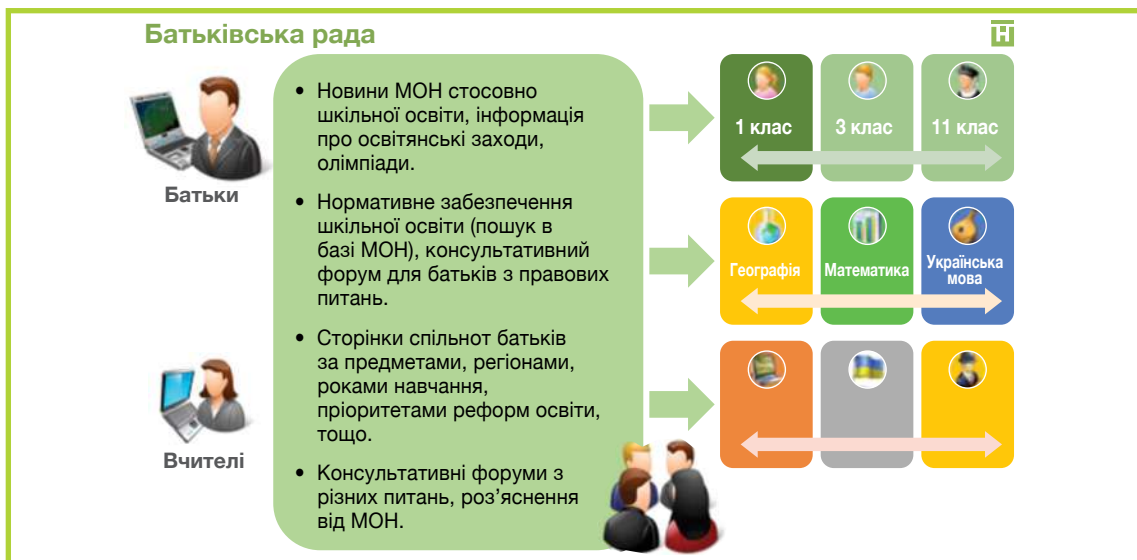 Батьківська рада
Батьки
Вчителі
• Новини МОН стосовно
шкільної освіти, інформація
про освітянські заходи,
олімпіади.
• Нормативне забезпечення
шкільної освіти (пошук в
базі МОН), консультативний
форум для батьків з правових
питань.
• Сторінки спільнот батьків
за предметами, регіонами,
роками навчання,
пріоритетами реформ освіти,
тощо.
• Консультативні форуми з
різних питань, роз’яснення
від МОН.
1 клас
3 клас
11 клас
Географія
Математика
Українська
мова